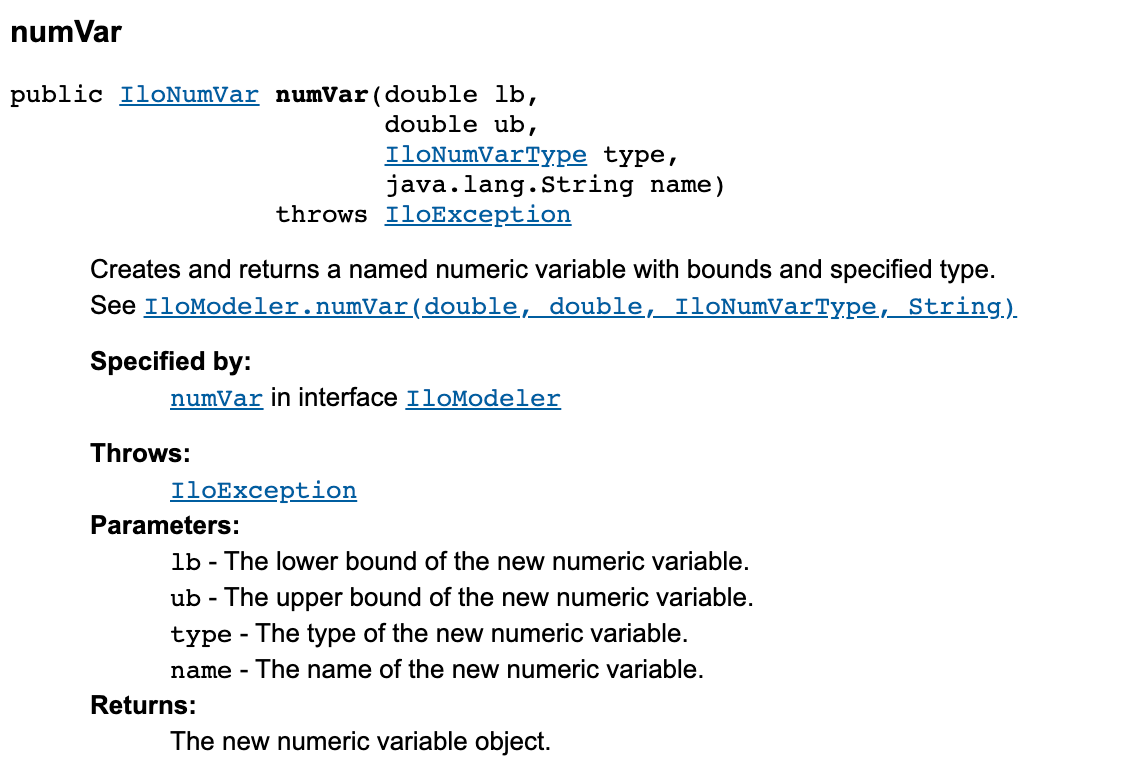 numVar
public IloNumVar numVar(double lb,
double ub,
IloNumVarType type,
java.lang.String name)
throws IloException
Creates and returns a named numeric variable with bounds and specified type.
See IloModeler.numVar(double, double, IloNumVarType, String)
Specified by:
numVar in interface IloModeler
Throws:
IloException
Parameters:
lb - The lower bound of the new numeric variable.
ub - The upper bound of the new numeric variable.
type - The type of the new numeric variable.
name - The name of the new numeric variable.
Returns:
The new numeric variable object.